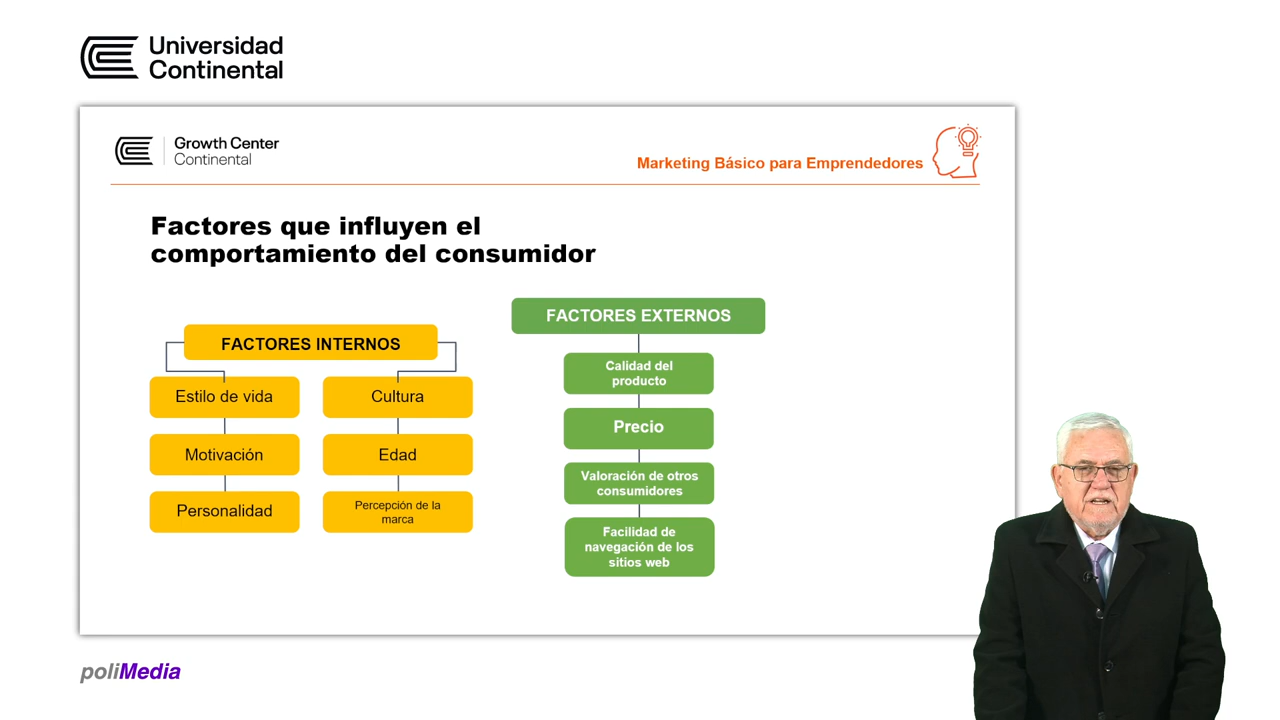 Universidad
Continental
Growth Center
Continental
Marketing Básico para Emprendedores
Factores que influyen el
comportamiento del consumidor
FACTORES INTERNOS
Estilo de vida
Motivación
Personalidad
Cultura
Edad
Percepción de la
marca
FACTORES EXTERNOS
Calidad del
producto
Precio
Valoración de otros
consumidores
Facilidad de
navegación de los
sitios web
poliMedia